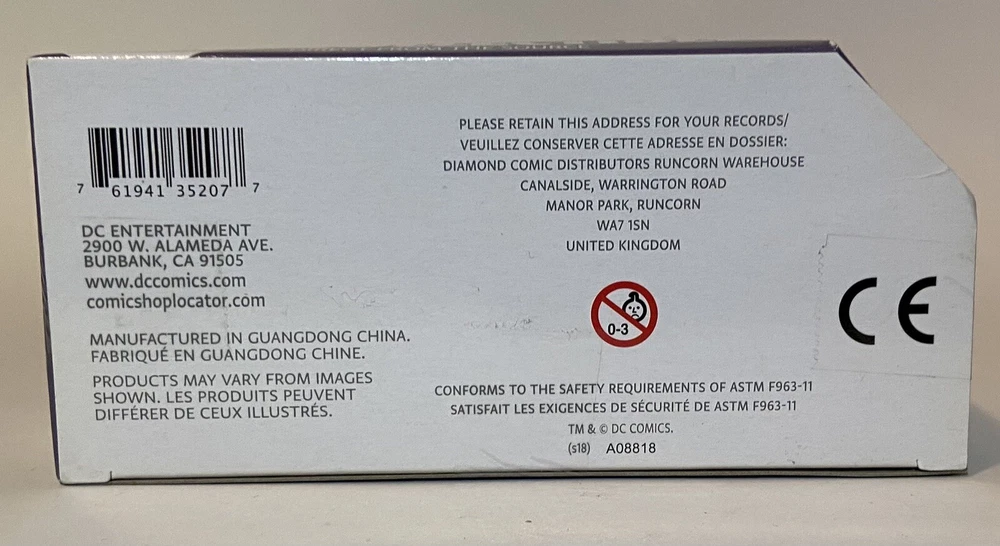 7 61941 35207 7
DC ENTERTAINMENT
2900 W. ALAMEDA AVE.
BURBANK, CA 91505
www.dccomics.com
comicshoplocator.com
MANUFACTURED IN GUANGDONG CHINA.
FABRIQUÉ EN GUANGDONG CHINE.
PRODUCTS MAY VARY FROM IMAGES
SHOWN. LES PRODUITS PEUVENT
DIFFÉRER DE CEUX ILLUSTRÉS.
PLEASE RETAIN THIS ADDRESS FOR YOUR RECORDS/
VEUILLEZ CONSERVER CETTE ADRESSE EN DOSSIER:
DIAMOND COMIC DISTRIBUTORS RUNCORN WAREHOUSE
CANALSIDE, WARRINGTON ROAD
MANOR PARK, RUNCORN
WA7 1SN
UNITED KINGDOM
0-3
CONFORMS TO THE SAFETY REQUIREMENTS OF ASTM F963-11
SATISFAIT LES EXIGENCES DE SÉCURITÉ DE ASTM F963-11
TM & © DC COMICS.
(s18) A08818
CE